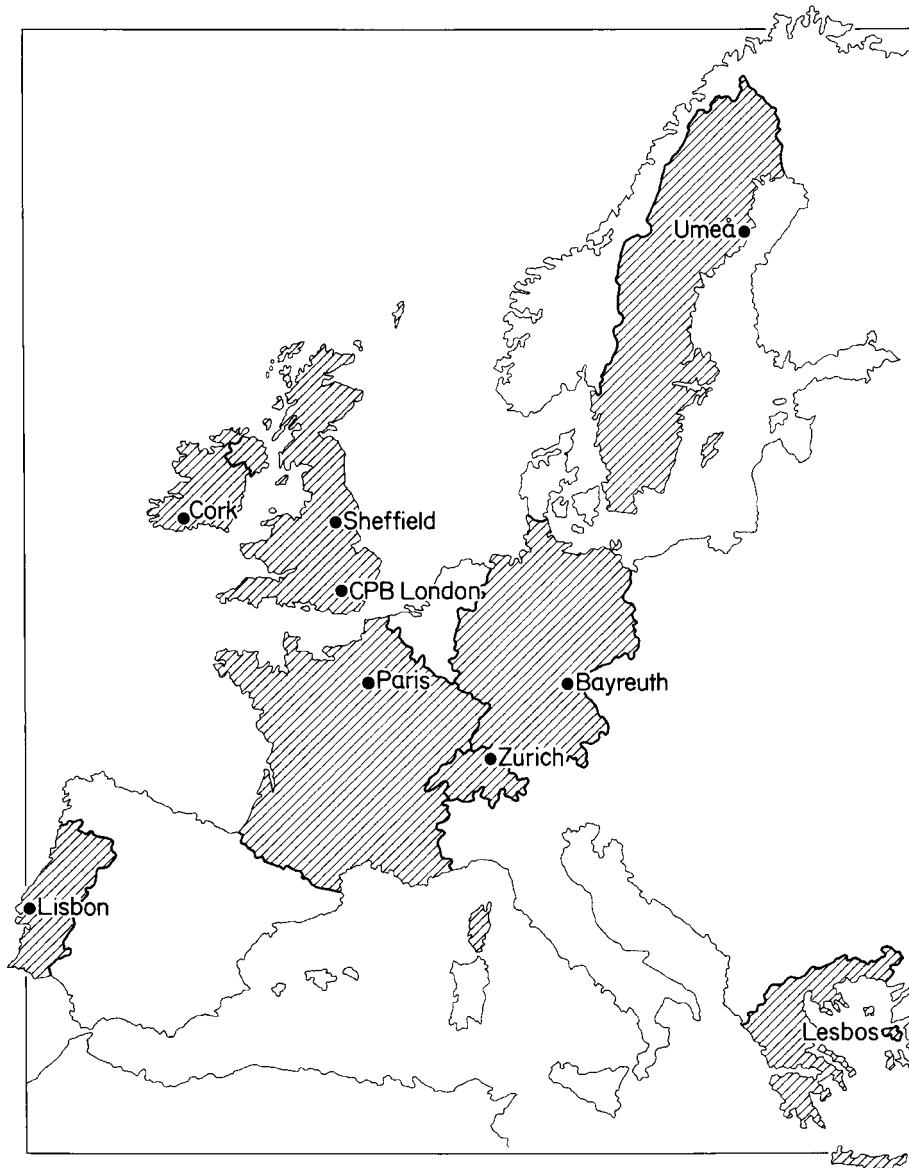 Umeå
Cork
Sheffield
CPB London
Paris
Bayreuth
Zurich
Lisbon
Lesbos